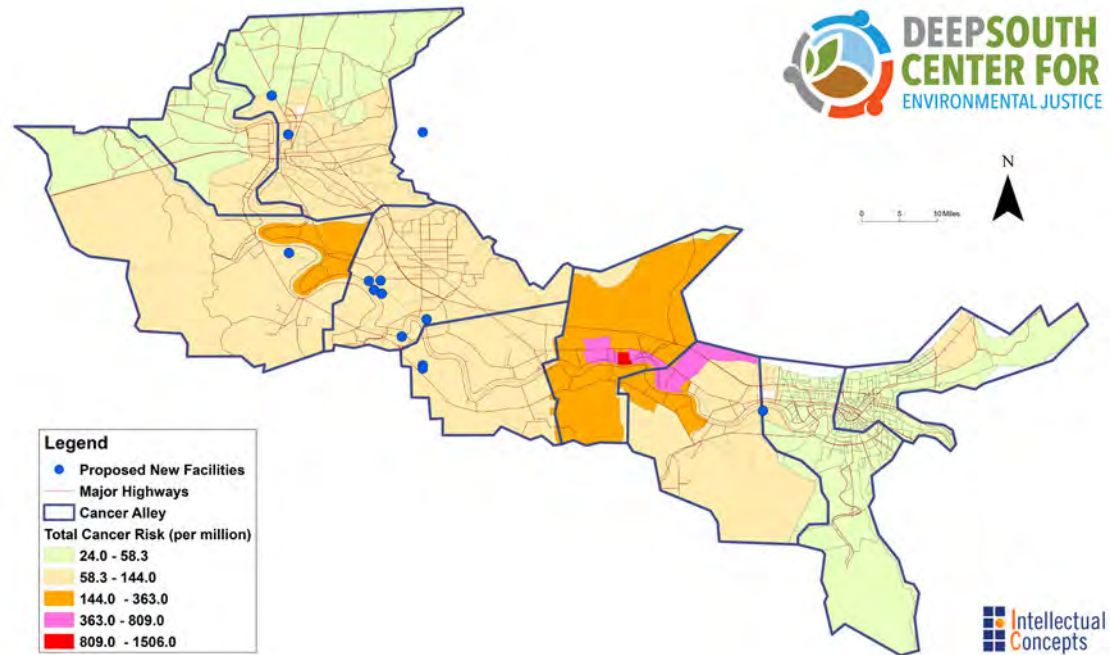 DEEPSOUTH
CENTER FOR
ENVIRONMENTAL JUSTICE
N
0 5 10 Miles
Legend
Proposed New Facilities
Major Highways
Cancer Alley
Total Cancer Risk (per million)
24.0 - 58.3
58.3 - 144.0
144.0 - 363.0
363.0 - 809.0
809.0 - 1506.0
Intellectual
Concepts